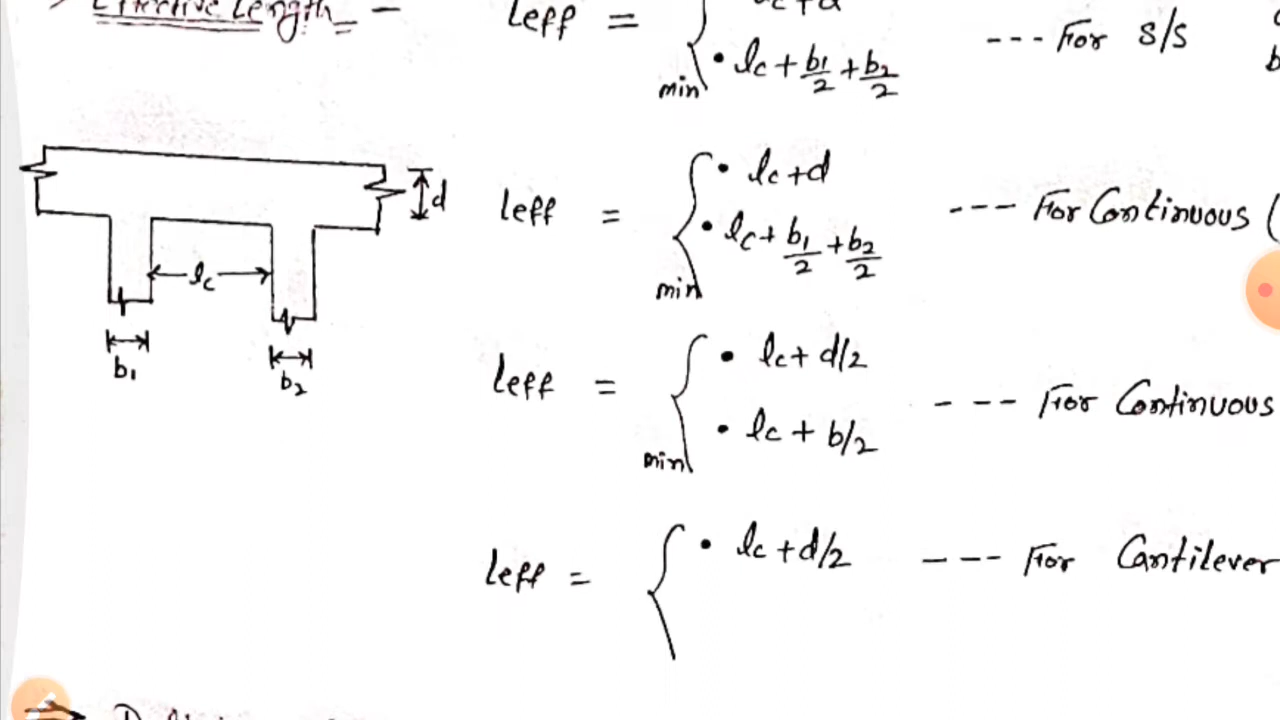 Effective Length -
leff =
lc+d
• lc + b1/2 + b2/2
min
--- For S/S
b
d
leff =
• lc+d
• lc + b1/2 + b2/2
min
--- For Continuous (
lc
b1
b2
leff =
• lc + d/2
• lc + b/2
min
--- For Continuous
leff =
• lc + d/2
--- For Cantilever